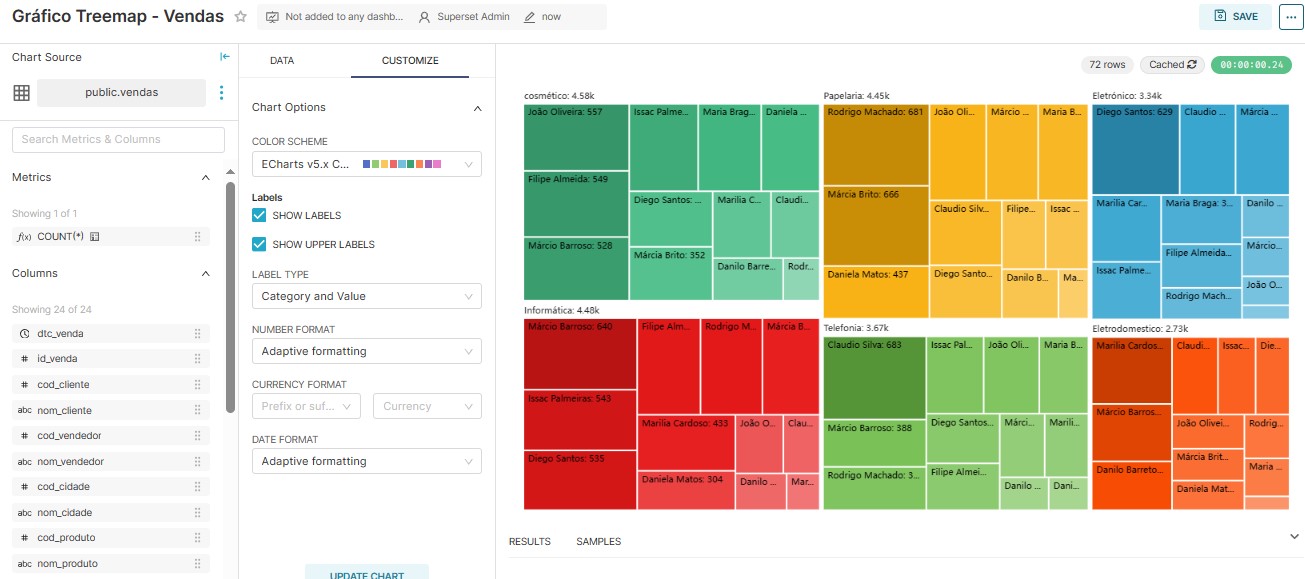 Gráfico Treemap - Vendas
Not added to any dashb...
Superset Admin
now
SAVE
...
Chart Source
public.vendas
Search Metrics & Columns
Metrics
Showing 1 of 1
f(x) COUNT(*)
Columns
Showing 24 of 24
dtc_venda
# id_venda
# cod_cliente
abc nom_cliente
# cod_vendedor
abc nom_vendedor
# cod_cidade
abc nom_cidade
# cod_produto
abc nom_produto
DATA
CUSTOMIZE
Chart Options
COLOR SCHEME
ECharts v5.x C...
Labels
SHOW LABELS
SHOW UPPER LABELS
LABEL TYPE
Category and Value
NUMBER FORMAT
Adaptive formatting
CURRENCY FORMAT
Prefix or suf...
Currency
DATE FORMAT
Adaptive formatting
UPDATE CHART
72 rows
Cached
00:00:00.24
cosmético: 4.58k
João Oliveira: 557
Issac Palme...
Maria Brag...
Daniela ...
Filipe Almeida: 549
Diego Santos: ...
Marilia C...
Claudi...
Márcio Barroso: 528
Márcia Brito: 352
Danilo Barre...
Rodr...
Informática: 4.48k
Márcio Barroso: 640
Filipe Alm...
Rodrigo M...
Márcia B...
Issac Palmeiras: 543
Marilia Cardoso: 433
João O...
Clau...
Diego Santos: 535
Daniela Matos: 304
Danilo ...
Mar...
Papelaria: 4.45k
Rodrigo Machado: 681
João Oli...
Márcio ...
Maria B...
Márcia Brito: 666
Claudio Silv...
Filipe...
Issac ...
Daniela Matos: 437
Diego Santo...
Danilo B...
Ma...
Telefonia: 3.67k
Claudio Silva: 683
Issac Pal...
João Oli...
Maria B...
Márcio Barroso: 388
Diego Santos...
Márci...
Marili...
Rodrigo Machado: 3...
Filipe Almei...
Danilo ...
Dani...
Eletrónico: 3.34k
Diego Santos: 629
Claudio ...
Márcia ...
Marilia Car...
Maria Braga: 3...
Danilo ...
Filipe Almeida...
Márcio...
Issac Palme...
Rodrigo Mach...
João O...
Eletrodomestico: 2.73k
Marilia Cardos...
Claudi...
Issac...
Die...
Márcio Barros...
João Olivei...
Rodrig...
Márcia Brit...
Maria ...
Danilo Barreto...
Daniela Mat...
RESULTS
SAMPLES